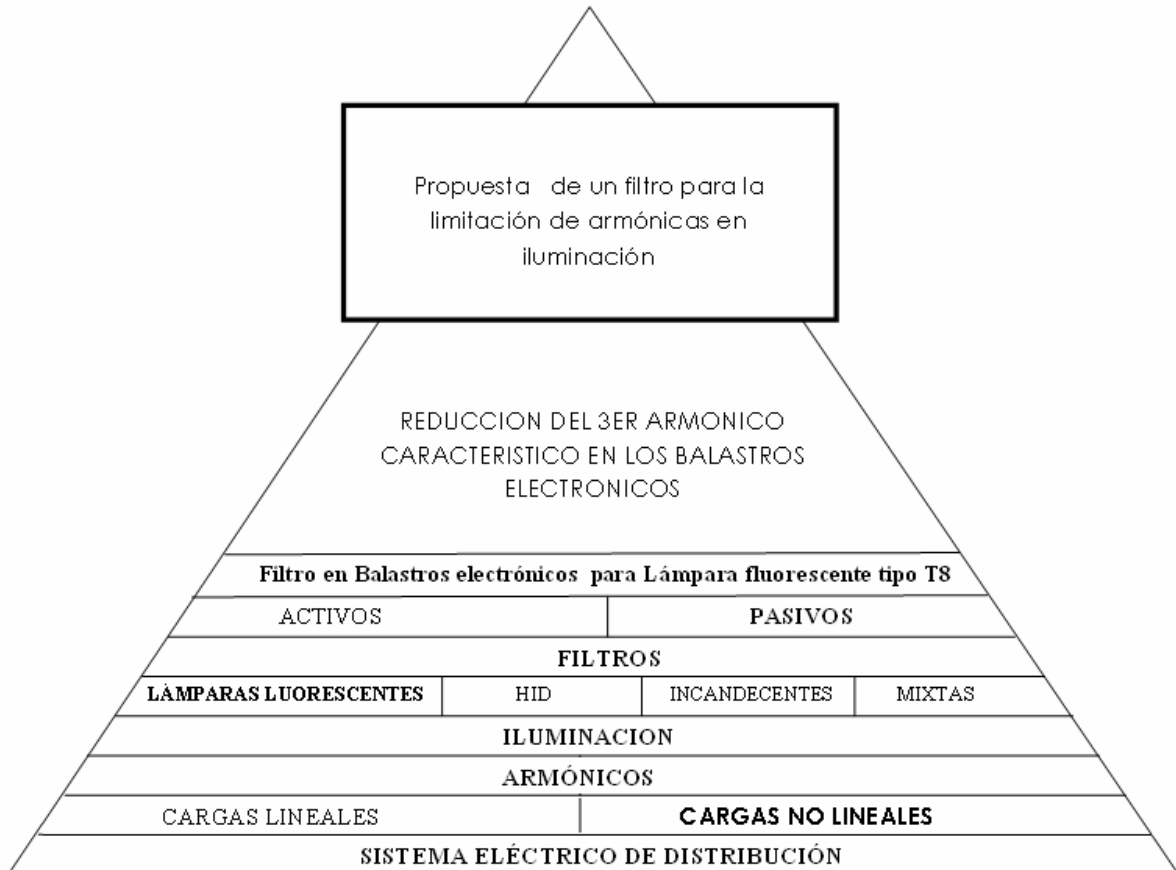 Propuesta de un filtro para la
limitación de armónicas en
iluminación
REDUCCION DEL 3ER ARMONICO
CARACTERISTICO EN LOS BALASTROS
ELECTRONICOS
Filtro en Balastros electrónicos para Lámpara fluorescente tipo T8
ACTIVOS PASIVOS
FILTROS
LÁMPARAS LUORESCENTES HID INCANDECENTES MIXTAS
ILUMINACION
ARMÓNICOS
CARGAS LINEALES CARGAS NO LINEALES
SISTEMA ELÉCTRICO DE DISTRIBUCIÓN